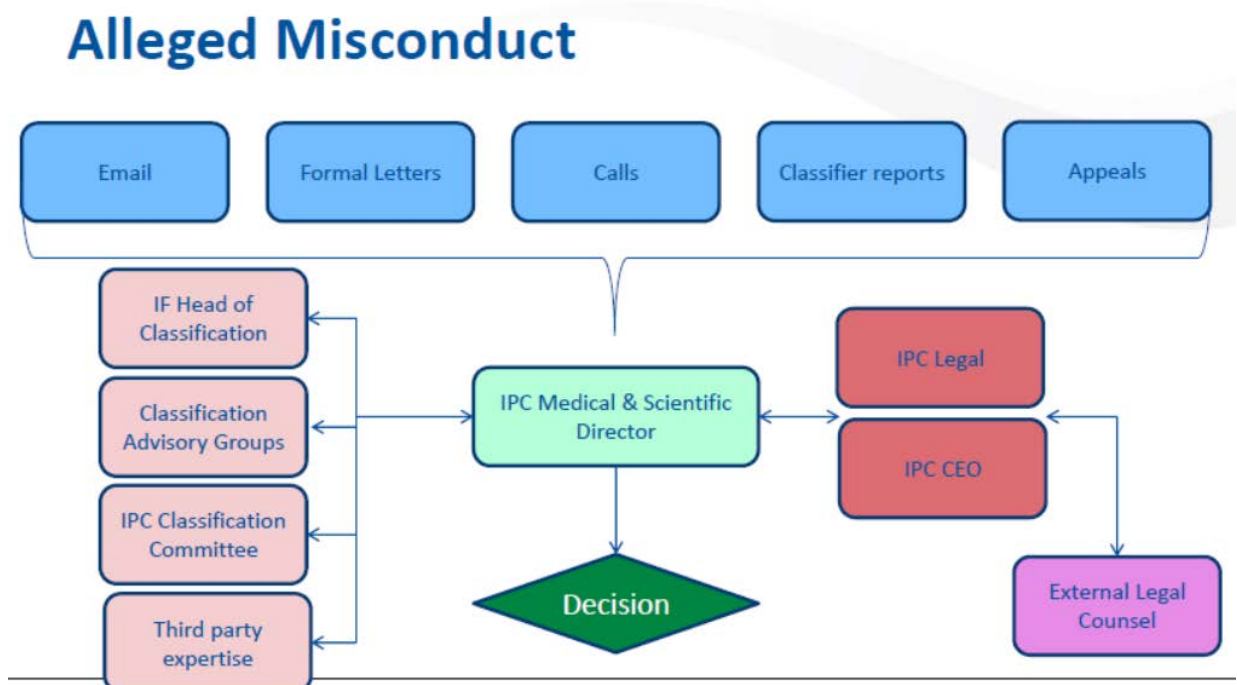 Alleged Misconduct
Email
Formal Letters
Calls
Classifier reports
Appeals
IF Head of
Classification
Classification
Advisory Groups
IPC Classification
Committee
Third party
expertise
IPC Medical & Scientific
Director
Decision
IPC Legal
IPC CEO
External Legal
Counsel